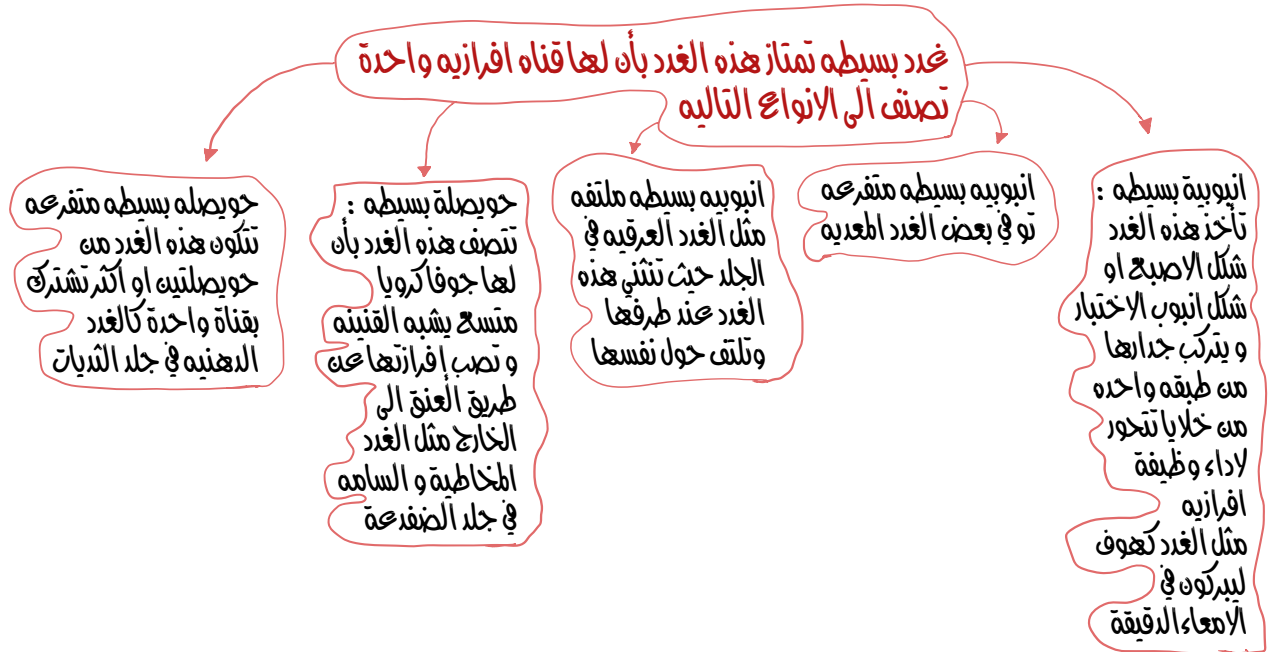 غدد بسيطه تمتاز هذه الغدد بأن لها قناه افرازيه واحدة
تصنف الى الانواع التاليه
انبوبية بسيطه :
تأخذ هذه الغدد
شكل الاصبع او
شكل انبوب الاختبار
و يتركب جدارها
من طبقه واحده
من خلايا تتحور
لاداء وظيفة
افرازيه
مثل الغدد كهوف
ليبركون في
الامعاء الدقيقة
انبوبيه بسيطه متفرعه
تو في بعض الغدد المعديه
انبوبيه بسيطه ملتفه
مثل الغدد العرقيه في
الجلد حيث تنثني هذه
الغدد عند طرفها
وتلتف حول نفسها
حويصلة بسيطه :
تتصف هذه الغدد بأن
لها جوفا كرويا
متسع يشبه القنينه
و تصب افرازتها عن
طريق العنق الى
الخارج مثل الغدد
المخاطية و السامه
في جلد الضفدعة
حويصله بسيطه متفرعه
تتكون هذه الغدد من
حويصلتين او أكثر تشترك
بقناة واحدة كالغدد
الدهنيه في جلد الثديات